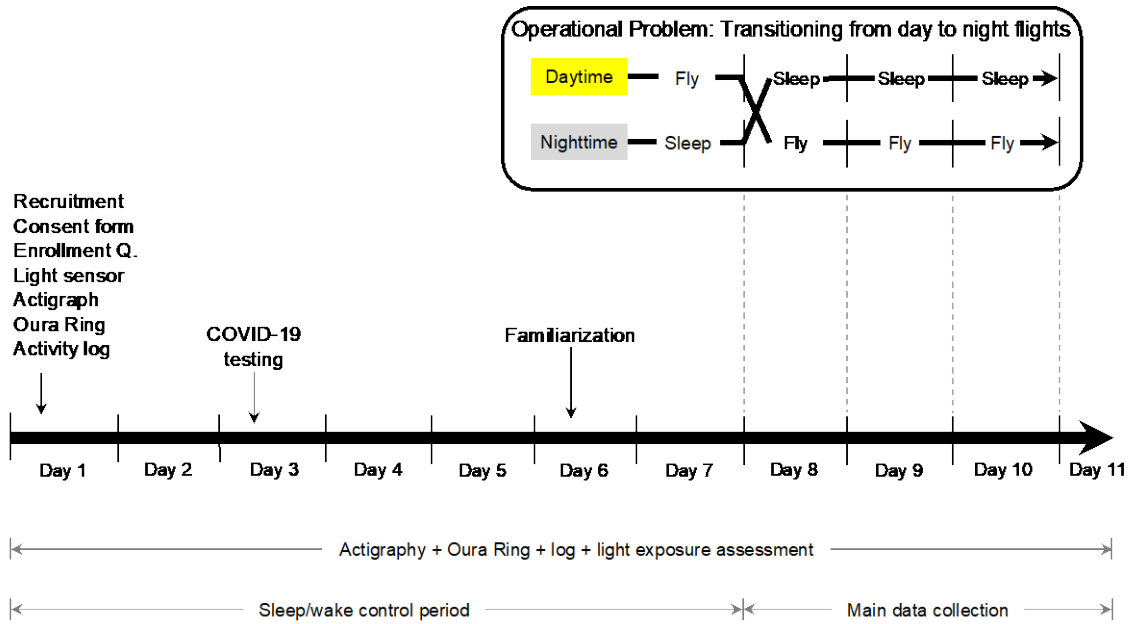 Operational Problem: Transitioning from day to night flights
Daytime Fly Sleep Sleep Sleep
Nighttime Sleep Fly Fly Fly
Recruitment
Consent form
Enrollment Q.
Light sensor
Actigraph
Oura Ring
Activity log
COVID-19
testing
Familiarization
Day 1 Day 2 Day 3 Day 4 Day 5 Day 6 Day 7 Day 8 Day 9 Day 10 Day 11
Actigraphy + Oura Ring + log + light exposure assessment
Sleep/wake control period Main data collection